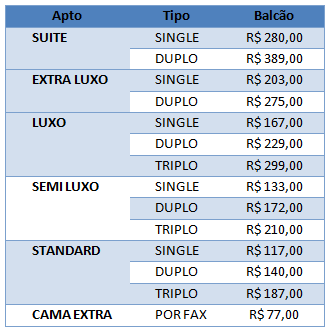 Apto Tipo Balcão
SUITE SINGLE R$ 280,00
DUPLO R$ 389,00
EXTRA LUXO SINGLE R$ 203,00
DUPLO R$ 275,00
LUXO SINGLE R$ 167,00
DUPLO R$ 229,00
TRIPLO R$ 299,00
SEMI LUXO SINGLE R$ 133,00
DUPLO R$ 172,00
TRIPLO R$ 210,00
STANDARD SINGLE R$ 117,00
DUPLO R$ 140,00
TRIPLO R$ 187,00
CAMA EXTRA POR FAX R$ 77,00